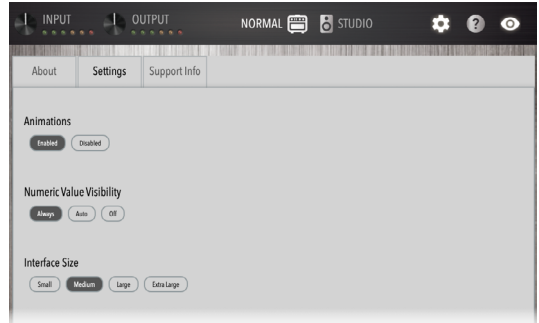 INPUT OUTPUT NORMAL STUDIO ?
About Settings Support Info
Animations
Enabled Disabled
Numeric Value Visibility
Always Auto Off
Interface Size
Small Medium Large Extra Large